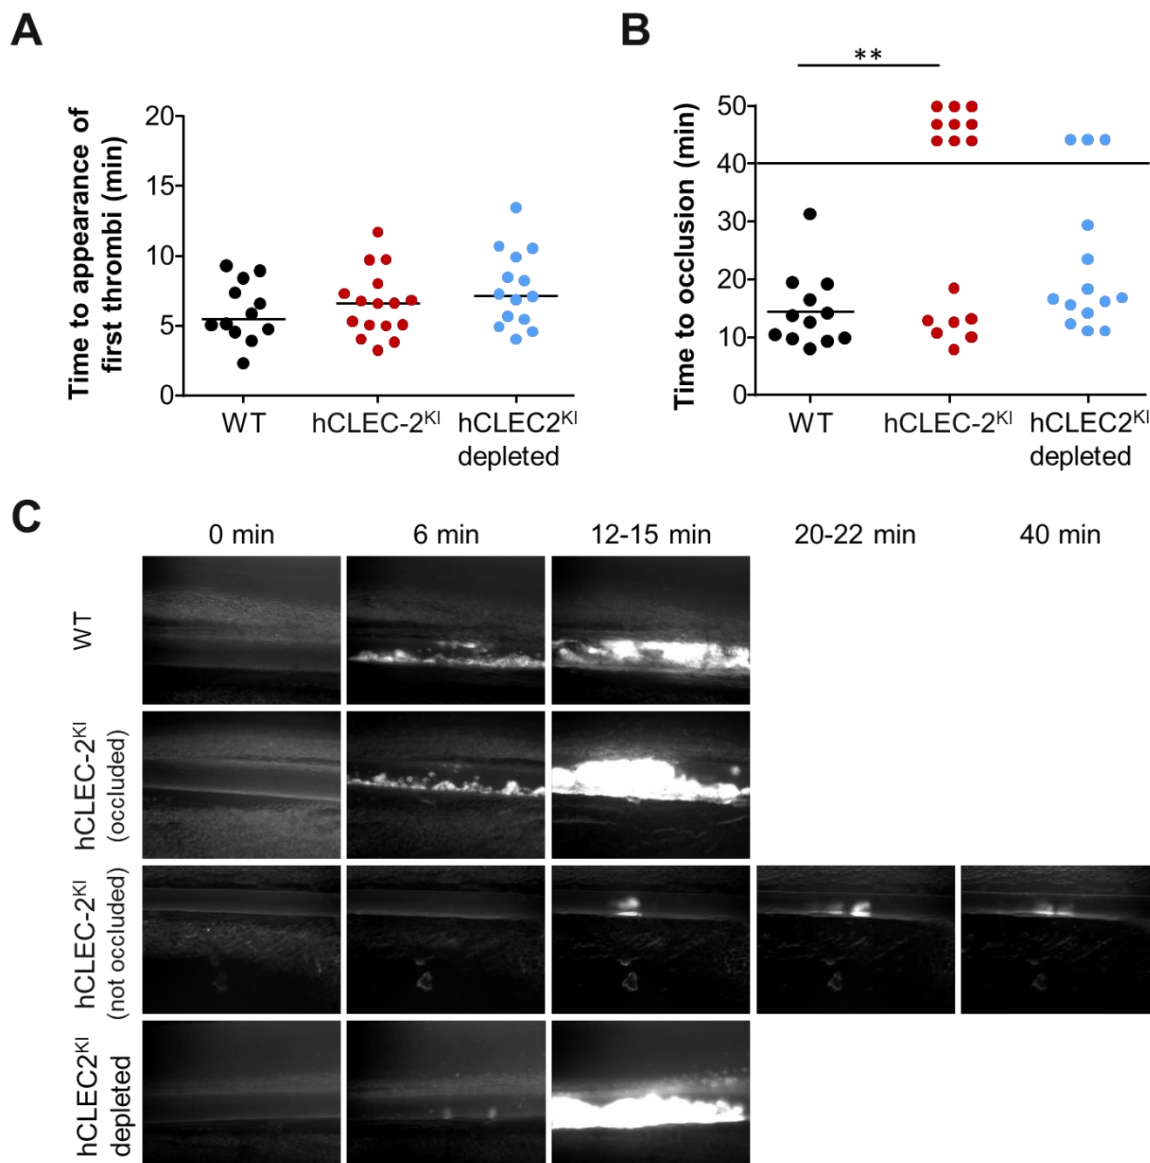 A
Time to appearance of
first thrombi (min)
20
15
10
5
0
WT
hCLEC-2ᴷᴵ
hCLEC2ᴷᴵ
depleted
B
**
Time to occlusion (min)
50
40
30
20
10
0
WT
hCLEC-2ᴷᴵ
hCLEC2ᴷᴵ
depleted
C
0 min
6 min
12-15 min
20-22 min
40 min
WT
hCLEC-2ᴷᴵ
(occluded)
hCLEC-2ᴷᴵ
(not occluded)
hCLEC2ᴷᴵ
depleted